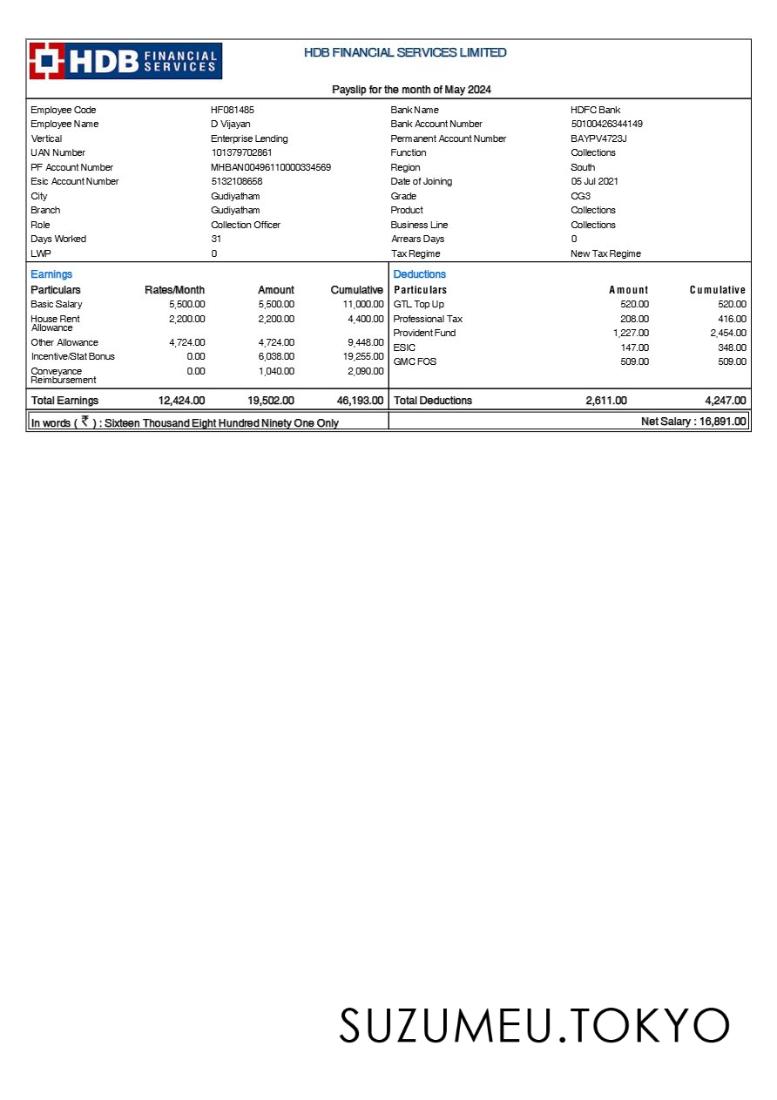 HDB FINANCIAL SERVICES
HDB FINANCIAL SERVICES LIMITED
Payslip for the month of May 2024
Employee Code HF081485 Bank Name HDFC Bank
Employee Name D Vijayan Bank Account Number 50100426344149
Vertical Enterprise Lending Permanent Account Number BAYPV4723J
UAN Number 101379702861 Function Collections
PF Account Number MHBAN00496110000334569 Region South
Esic Account Number 5132108658 Date of Joining 05 Jul 2021
City Gudiyatham Grade CG3
Branch Gudiyatham Product Collections
Role Collection Officer Business Line Collections
Days Worked 31 Arrears Days 0
LWP 0 Tax Regime New Tax Regime
Earnings Deductions
Particulars Rates/Month Amount Cumulative Particulars Amount Cumulative
Basic Salary 5,500.00 5,500.00 11,000.00 GTL Top Up 520.00 520.00
House Rent Allowance 2,200.00 2,200.00 4,400.00 Professional Tax 208.00 416.00
Provident Fund 1,227.00 2,454.00
Other Allowance 4,724.00 4,724.00 9,448.00 ESIC 147.00 348.00
Incentive/Stat Bonus 0.00 6,038.00 19,255.00 GMC FOS 509.00 509.00
Conveyance Reimbursement 0.00 1,040.00 2,090.00
Total Earnings 12,424.00 19,502.00 46,193.00 Total Deductions 2,611.00 4,247.00
In words ( ₹ ) : Sixteen Thousand Eight Hundred Ninety One Only Net Salary : 16,891.00
SUZUMEU.TOKYO